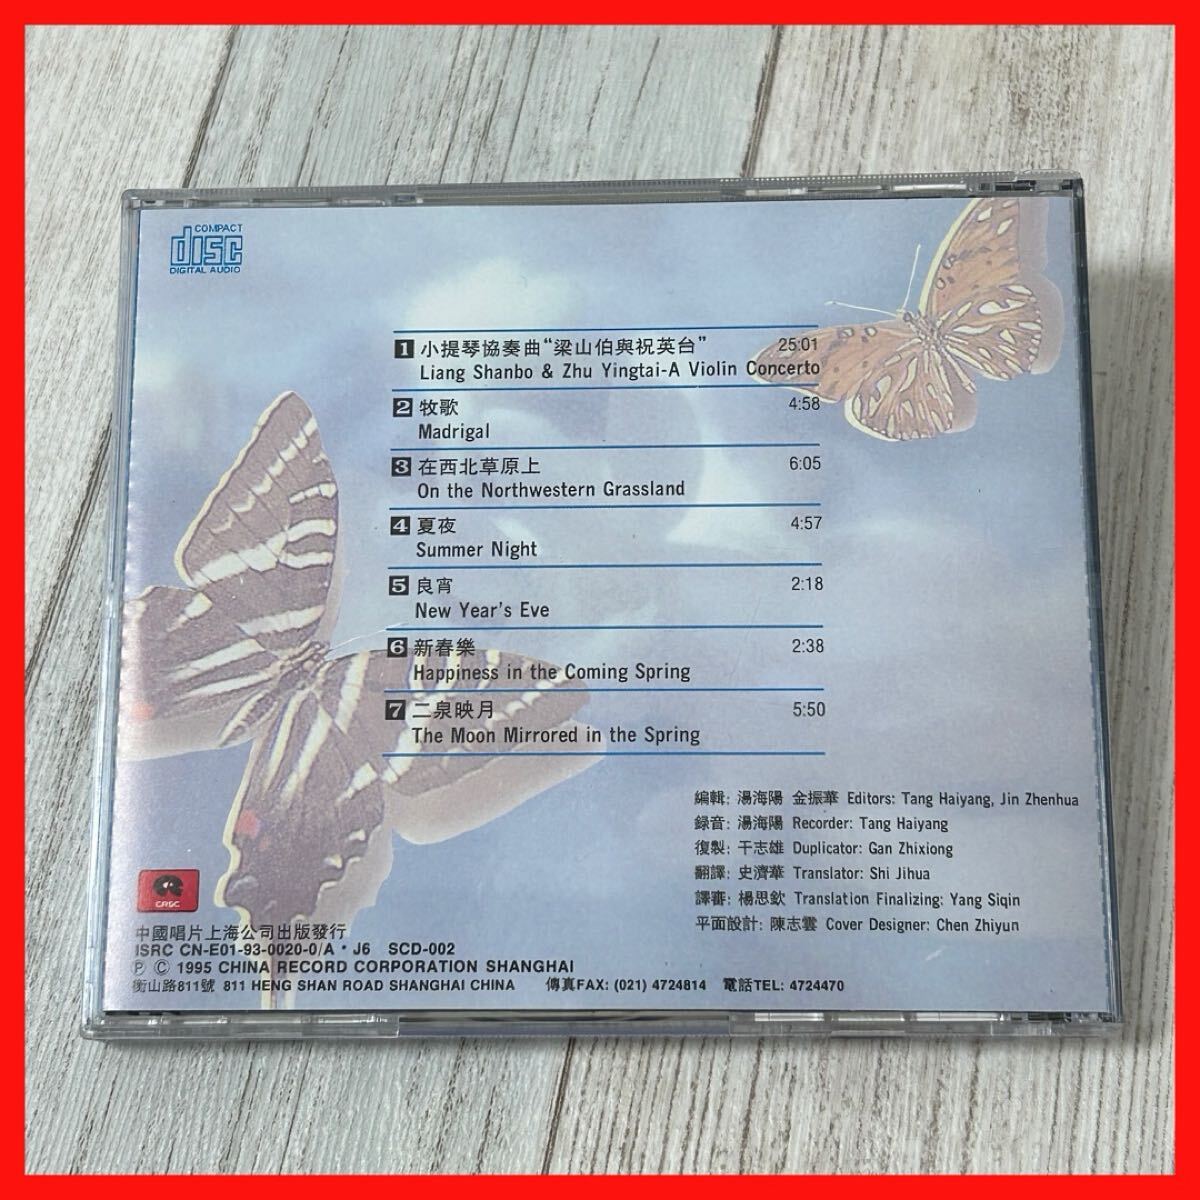 COMPACT
disc
DIGITAL AUDIO
1 小提琴協奏曲“梁山伯與祝英台” 25:01
Liang Shanbo & Zhu Yingtai-A Violin Concerto
2 牧歌 4:58
Madrigal
3 在西北草原上 6:05
On the Northwestern Grassland
4 夏夜 4:57
Summer Night
5 良宵 2:18
New Year's Eve
6 新春樂 2:38
Happiness in the Coming Spring
7 二泉映月 5:50
The Moon Mirrored in the Spring
編輯: 湯海陽 金振華 Editors: Tang Haiyang, Jin Zhenhua
録音: 湯海陽 Recorder: Tang Haiyang
復製: 干志雄 Duplicator: Gan Zhixiong
翻譯: 史濟華 Translator: Shi Jihua
譯審: 楊思欽 Translation Finalizing: Yang Siqin
平面設計: 陳志雲 Cover Designer: Chen Zhiyun
CRSC
中國唱片上海公司出版發行
ISRC CN-E01-93-0020-0/A・J6 SCD-002
Ⓟ Ⓒ 1995 CHINA RECORD CORPORATION SHANGHAI
衡山路811號 811 HENG SHAN ROAD SHANGHAI CHINA 傳真FAX: (021) 4724814 電話TEL: 4724470